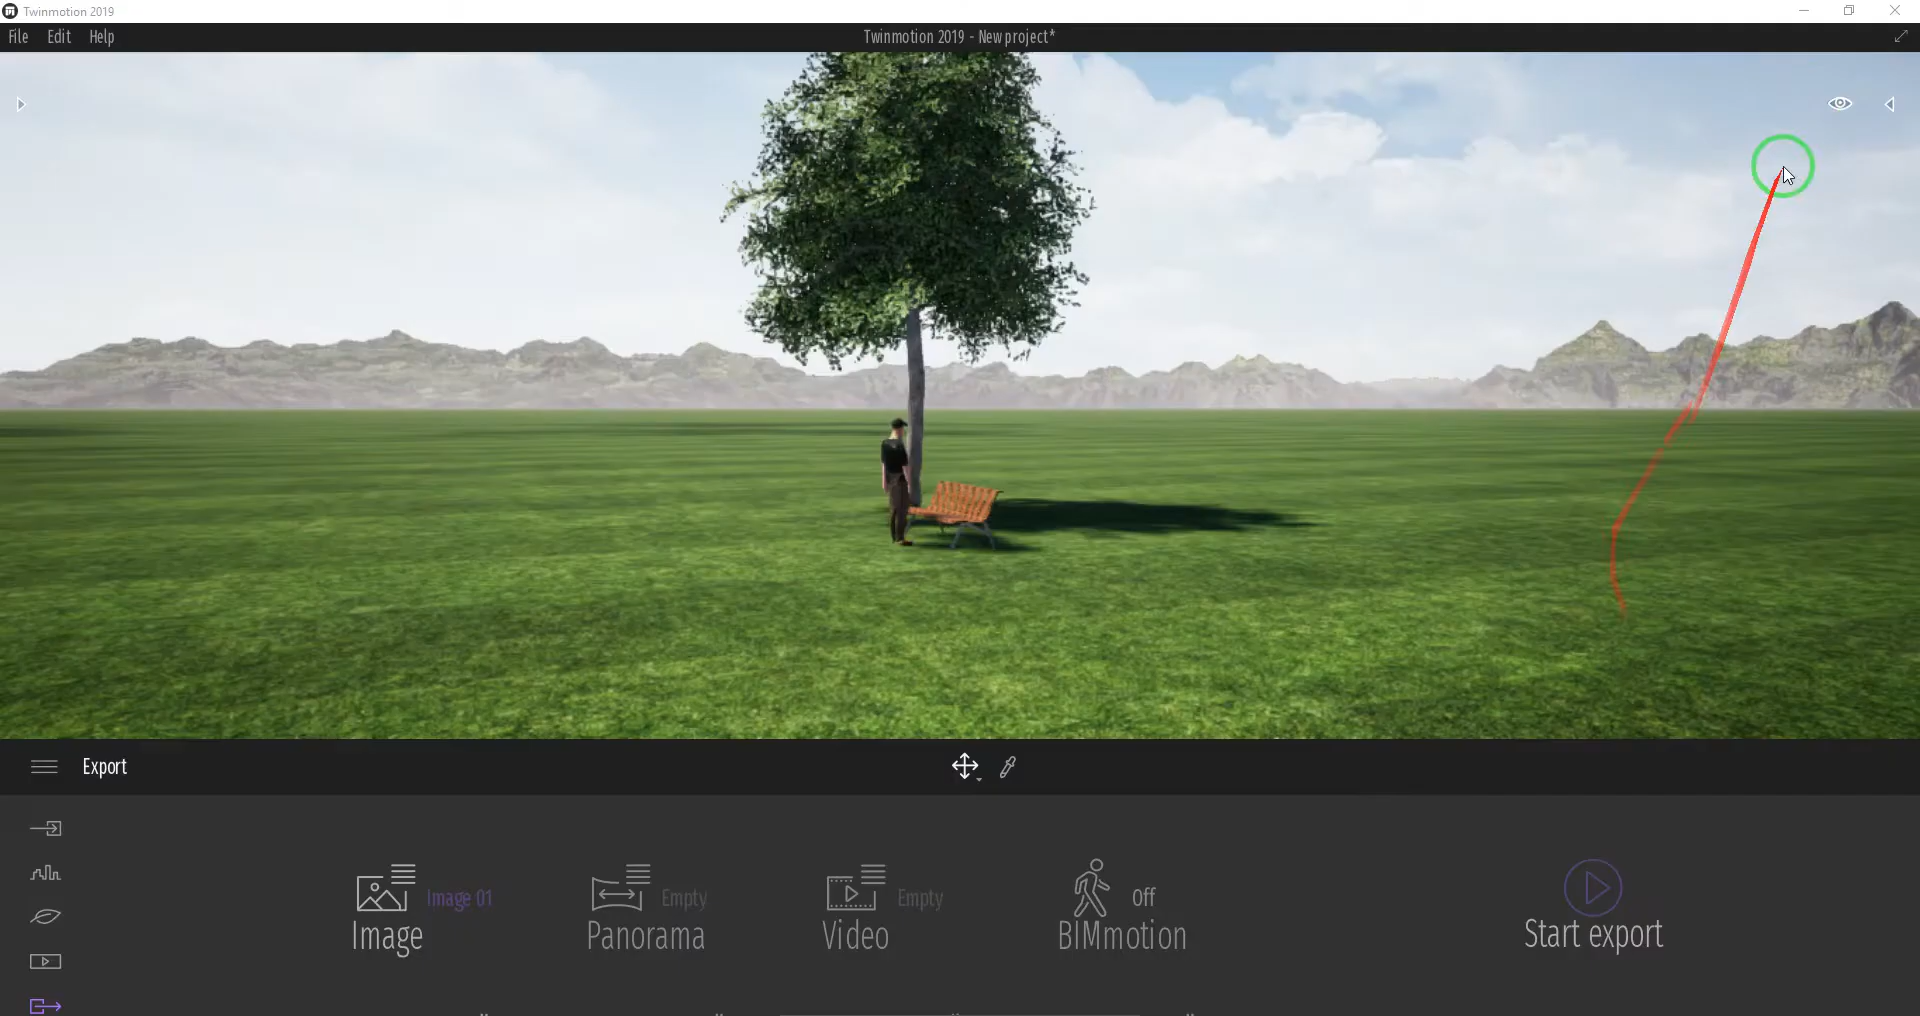 Twinmotion 2019
File Edit Help
Twinmotion 2019 - New project*
Export
Image 01
Image
Empty
Panorama
Empty
Video
Off
BIMmotion
Start export